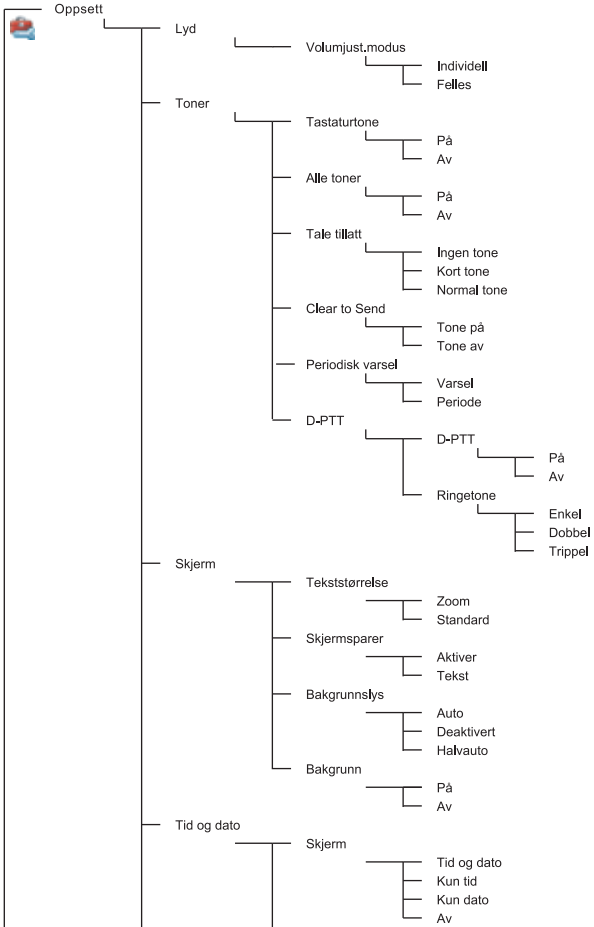 Oppsett
Lyd
Volumjust.modus
Individell
Felles
Toner
Tastaturtone
På
Av
Alle toner
På
Av
Tale tillatt
Ingen tone
Kort tone
Normal tone
Clear to Send
Tone på
Tone av
Periodisk varsel
Varsel
Periode
D-PTT
D-PTT
På
Av
Ringetone
Enkel
Dobbel
Trippel
Skjerm
Tekststørrelse
Zoom
Standard
Skjermsparer
Aktiver
Tekst
Bakgrunnslys
Auto
Deaktivert
Halvauto
Bakgrunn
På
Av
Tid og dato
Skjerm
Tid og dato
Kun tid
Kun dato
Av